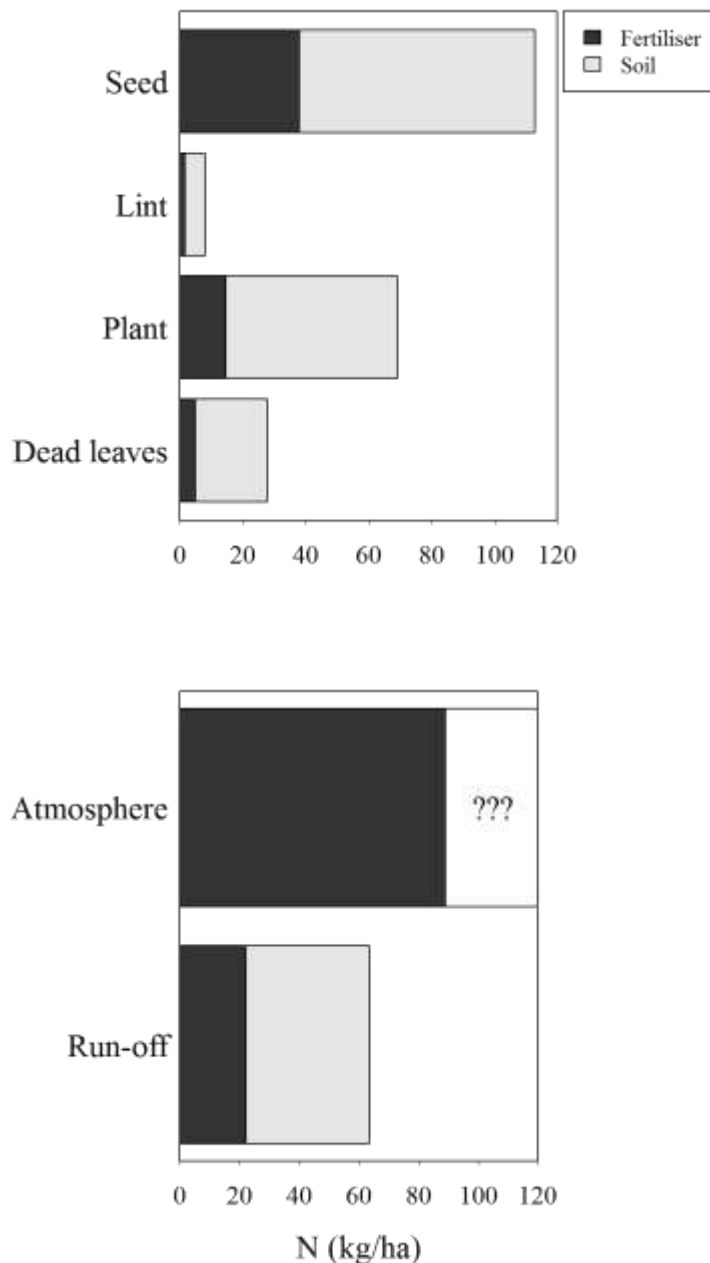 Fertiliser
Soil
Seed
Lint
Plant
Dead leaves
0 20 40 60 80 100 120
Atmosphere
???
Run-off
0 20 40 60 80 100 120
N (kg/ha)